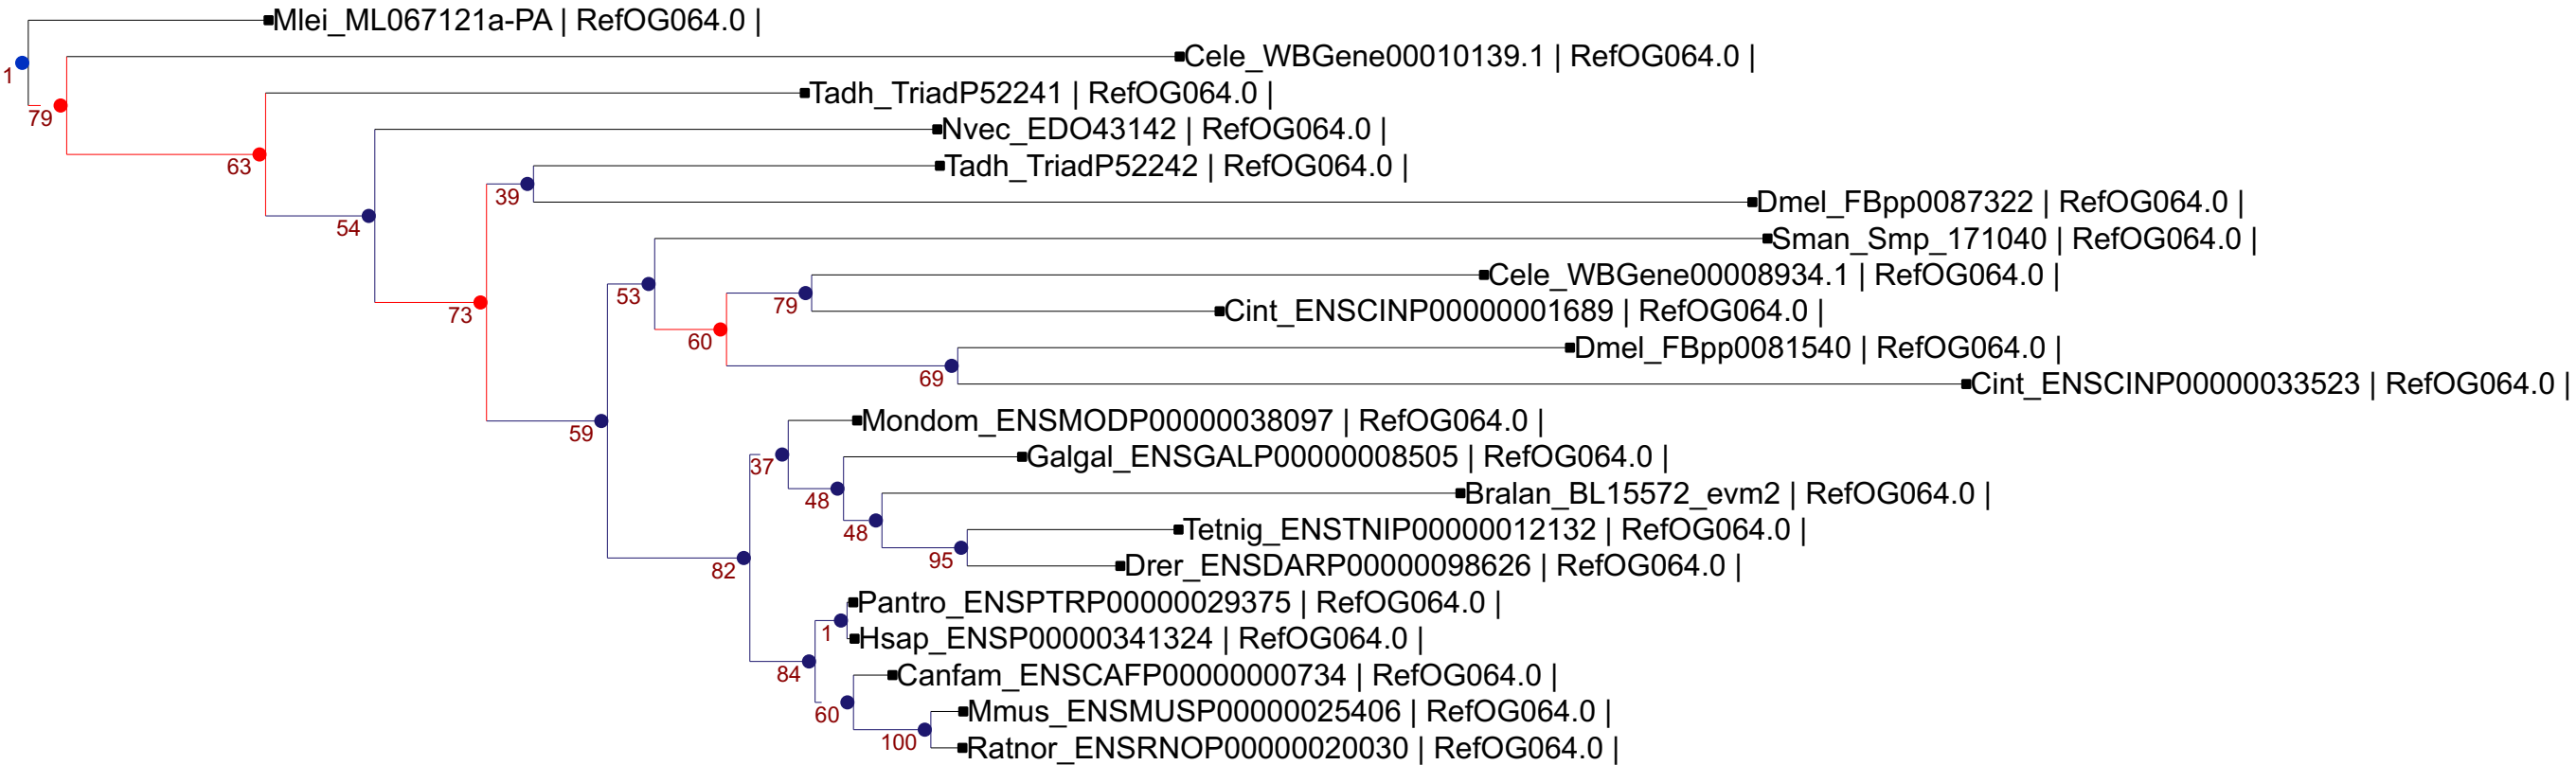 Mlei_ML067121a-PA | RefOG064.0 |
Cele_WBGene00010139.1 | RefOG064.0 |
1
Tadh_TriadP52241 | RefOG064.0 |
79
Nvec_EDO43142 | RefOG064.0 |
63
Tadh_TriadP52242 | RefOG064.0 |
39
Dmel_FBpp0087322 | RefOG064.0 |
54
Sman_Smp_171040 | RefOG064.0 |
Cele_WBGene00008934.1 | RefOG064.0 |
53
79
Cint_ENSCINP00000001689 | RefOG064.0 |
73
60
Dmel_FBpp0081540 | RefOG064.0 |
69
Cint_ENSCINP00000033523 | RefOG064.0 |
Mondom_ENSMODP00000038097 | RefOG064.0 |
59
Galgal_ENSGALP00000008505 | RefOG064.0 |
37
Bralan_BL15572_evm2 | RefOG064.0 |
48
Tetnig_ENSTNIP00000012132 | RefOG064.0 |
48
95
Drer_ENSDARP00000098626 | RefOG064.0 |
82
Pantro_ENSPTRP00000029375 | RefOG064.0 |
1
Hsap_ENSP00000341324 | RefOG064.0 |
84
Canfam_ENSCAFP00000000734 | RefOG064.0 |
60
Mmus_ENSMUSP00000025406 | RefOG064.0 |
100
Ratnor_ENSRNOP00000020030 | RefOG064.0 |